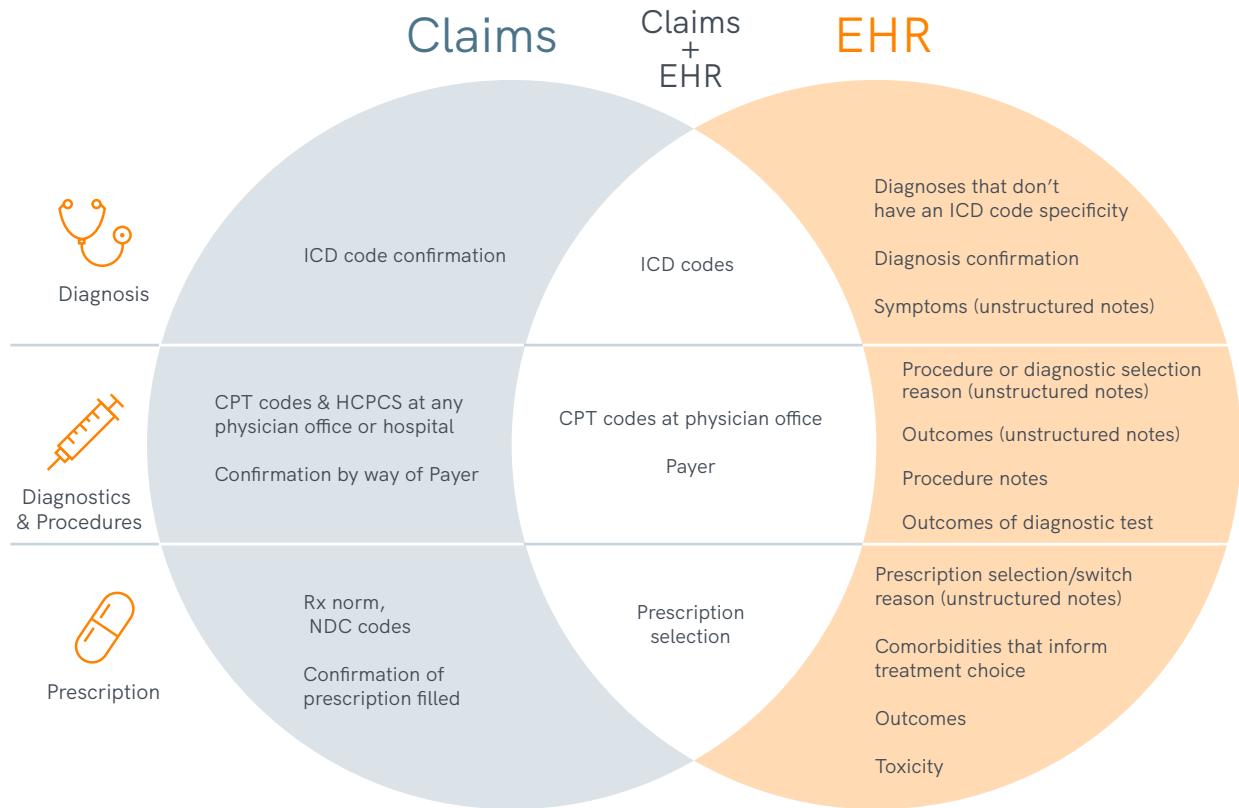 Claims
Claims
+
EHR
EHR
Diagnosis
ICD code confirmation
ICD codes
Diagnoses that don’t
have an ICD code specificity
Diagnosis confirmation
Symptoms (unstructured notes)
Diagnostics
& Procedures
CPT codes & HCPCS at any
physician office or hospital
Confirmation by way of Payer
CPT codes at physician office
Payer
Procedure or diagnostic selection
reason (unstructured notes)
Outcomes (unstructured notes)
Procedure notes
Outcomes of diagnostic test
Prescription
Rx norm,
NDC codes
Confirmation of
prescription filled
Prescription
selection
Prescription selection/switch
reason (unstructured notes)
Comorbidities that inform
treatment choice
Outcomes
Toxicity